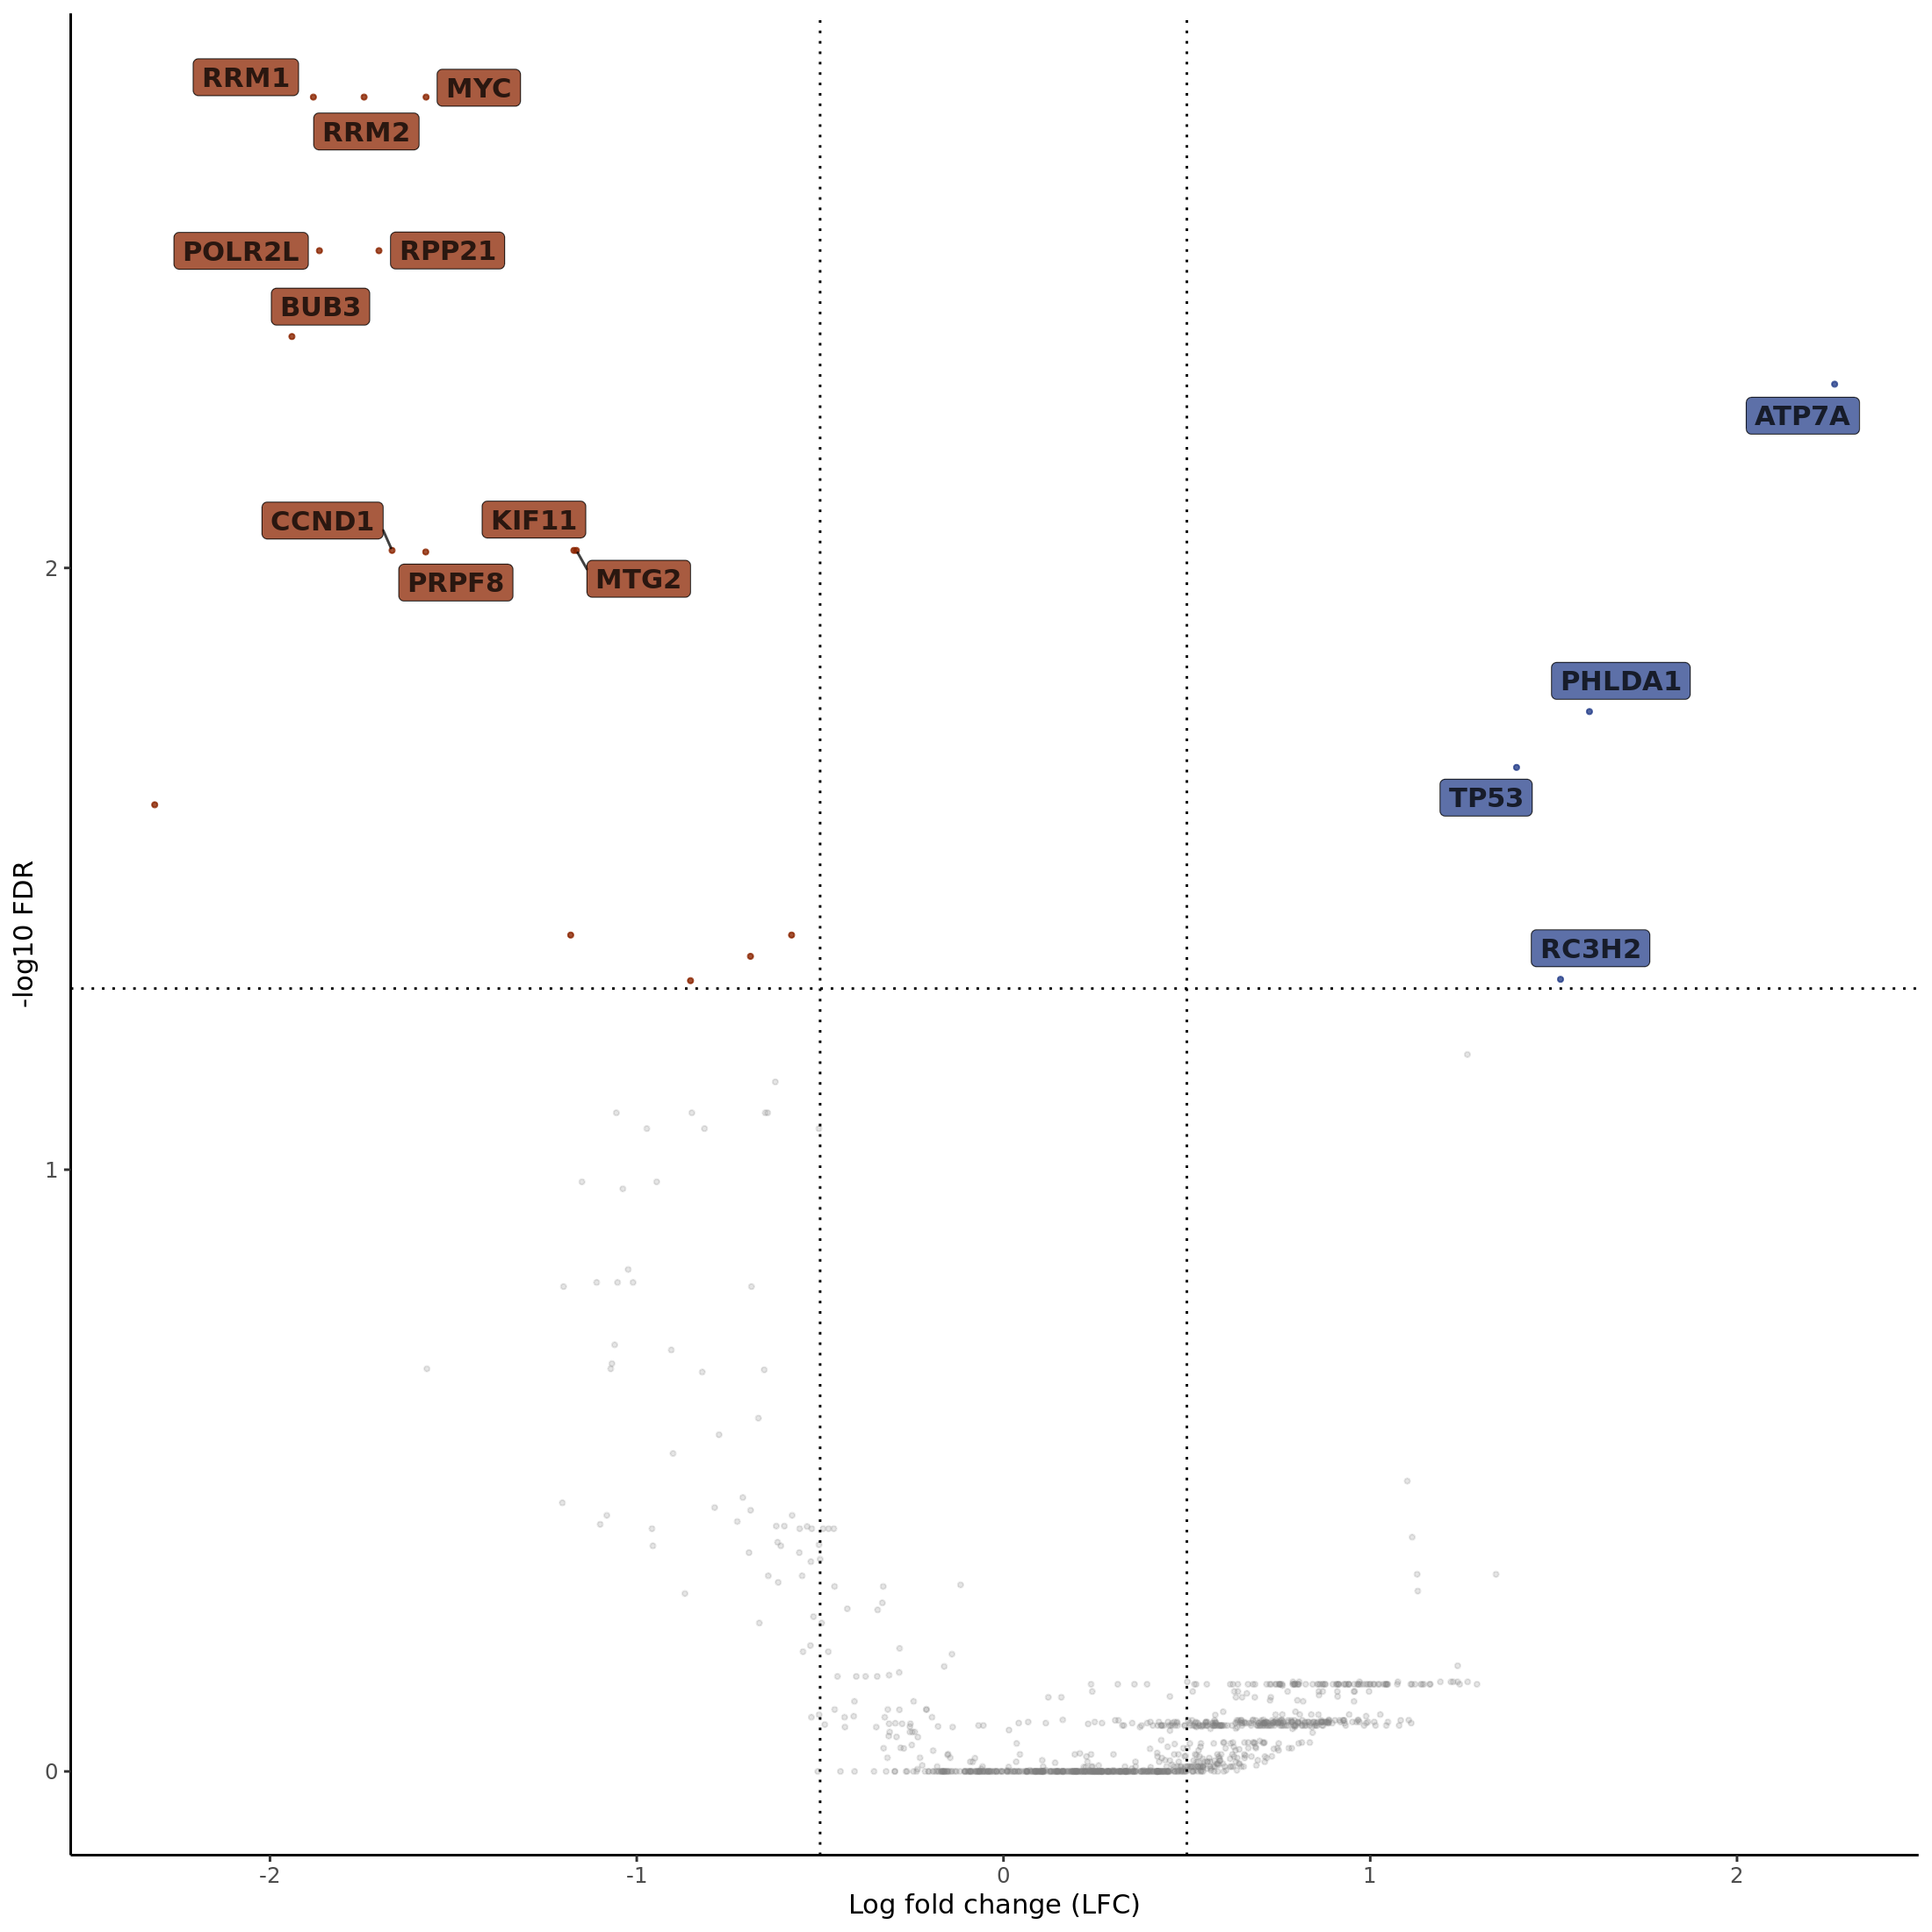 RRM1
MYC
RRM2
POLR2L
RPP21
BUB3
ATP7A
CCND1
KIF11
2
PRPF8
MTG2
PHLDA1
TP53
-log10 FDR
RC3H2
1
0
-2
-1
0
1
2
Log fold change (LFC)